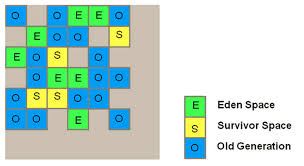 O O E E O
E O O S
E O S O
O E E O O
O S S O O
O O E O
E Eden Space
S Survivor Space
O Old Generation